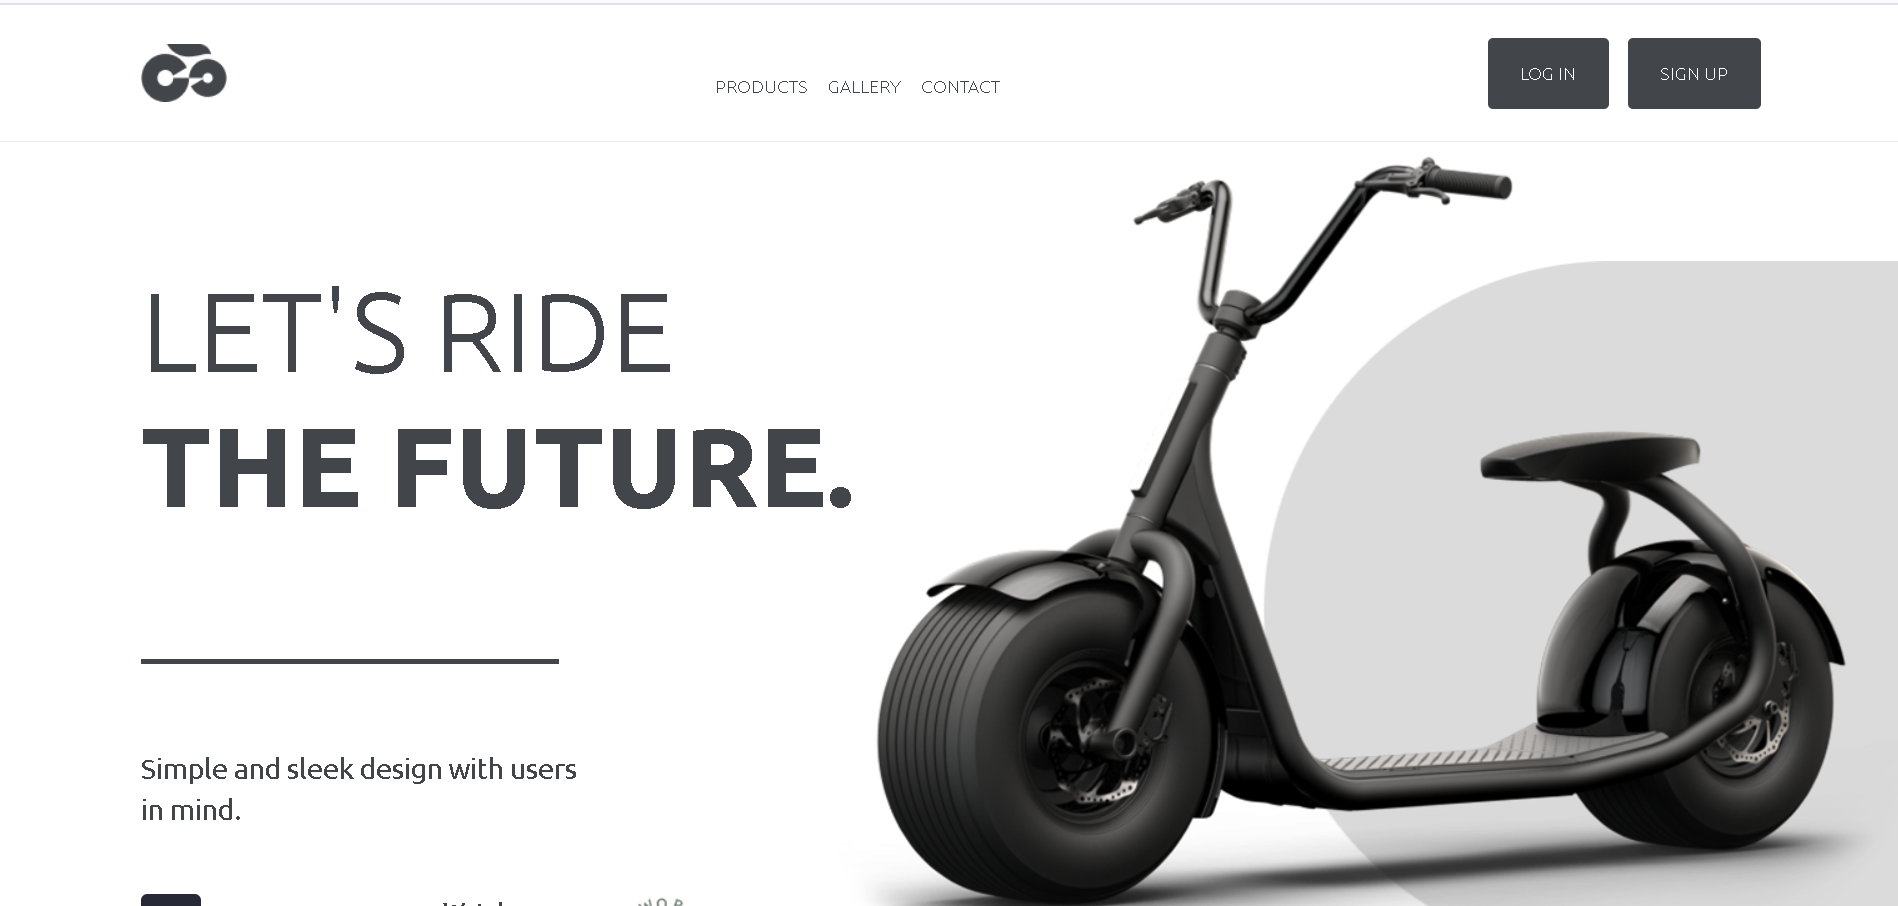 PRODUCTS GALLERY CONTACT
LOG IN
SIGN UP
LET'S RIDE
THE FUTURE.
Simple and sleek design with users
in mind.